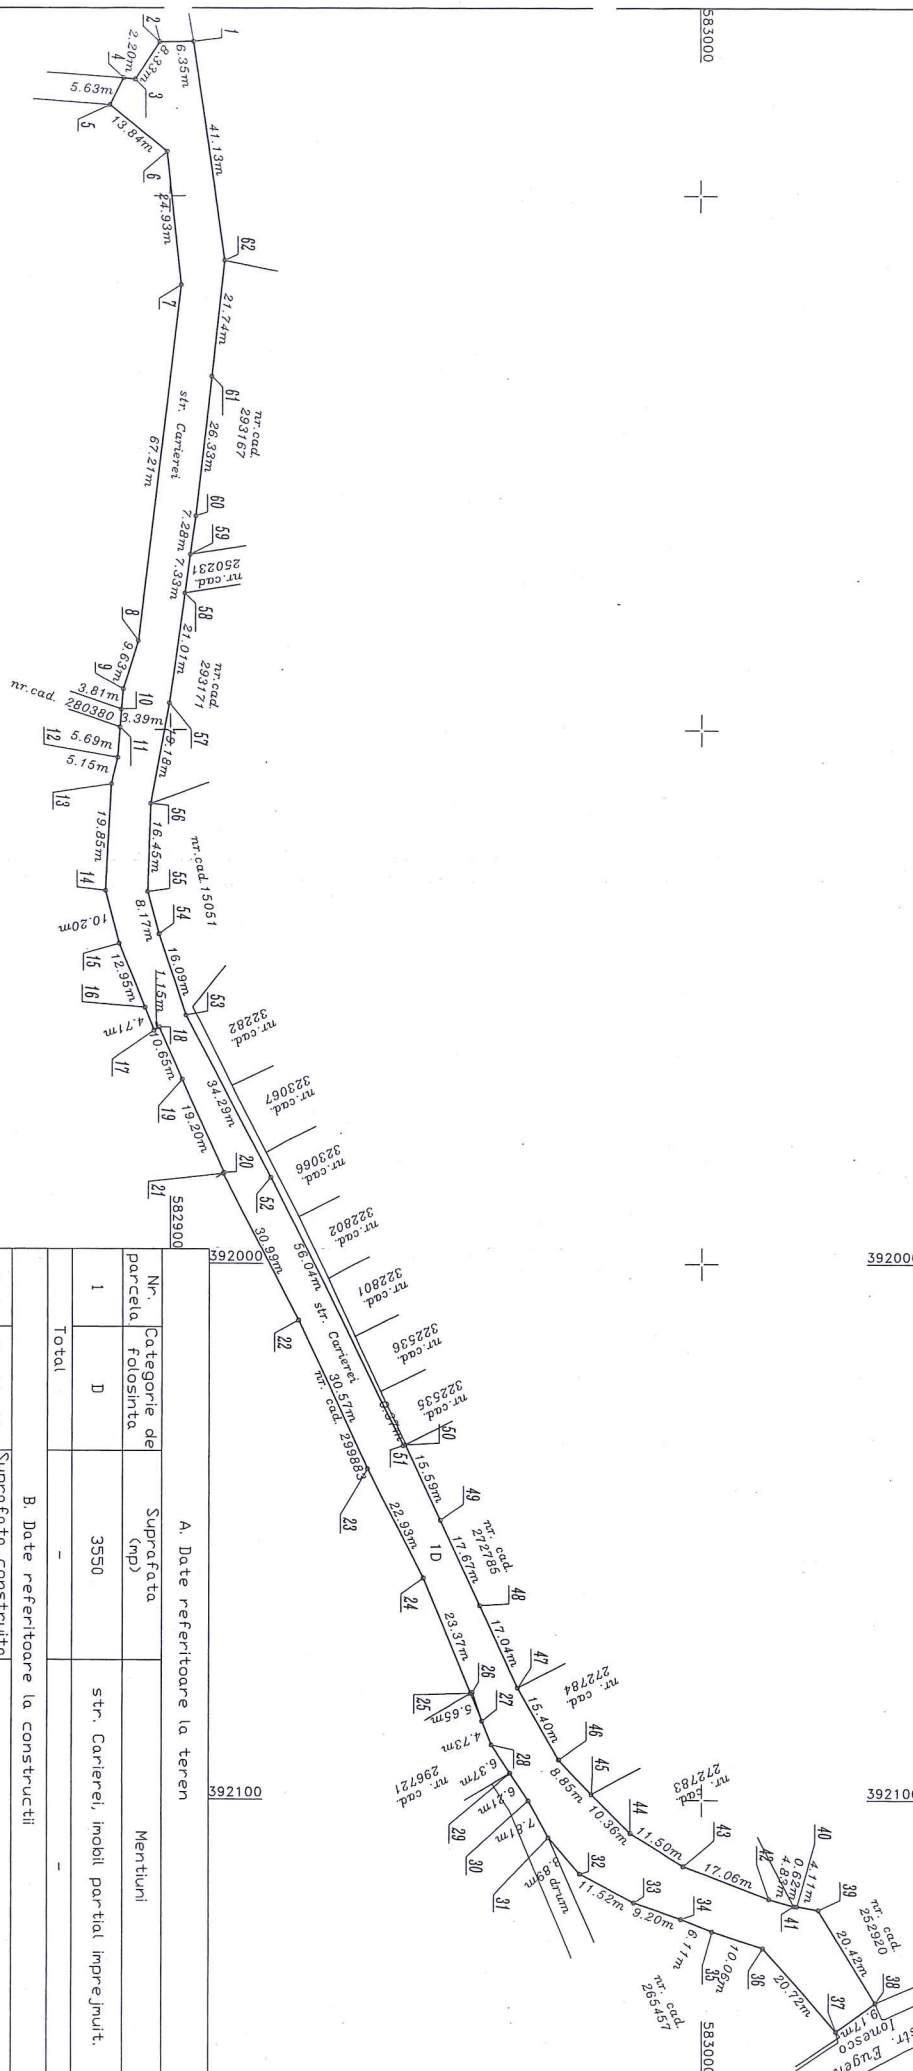 583000
1
2
6.35m
8.33m
2.20m
3
4
5.63m
5
13.84m
6
24.93m
41.13m
62
7
21.74m
61
nr.cad.
293167
26.33m
str. Carierei
67.21m
60
59
7.28m
7.33m
nr.cad.
250231
58
21.01m
nr.cad.
293171
8
9.63m
9
3.81m
10
nr.cad.
280380
3.39m
11
57
5.69m
12
5.15m
13
56
16.45m
19.85m
nr.cad.15051
14
55
8.17m
54
10.20m
15
12.95m
16.09m
16
1.15m
4.71m
17
18
53
10.65m
19
19.20m
34.29m
nr.cad.
32282
nr.cad.
323067
nr.cad.
323066
nr.cad.
322802
nr.cad.
322801
nr.cad.
322536
nr.cad.
322535
20
21
52
582900
392000
392000
30.99m
56.04m
str. Carierei
22
30.57m
nr. cad. 299883
51
50
15.59m
49
23
22.93m
1D
nr. cad.
272785
17.67m
48
24
23.37m
17.04m
47
nr. cad.
272784
26
25
5.65m
27
4.73m
28
15.40m
46
nr. cad.
296721
6.37m
29
6.21m
30
7.81m
31
8.89m
drum
8.85m
45
10.36m
44
nr. cad.
272783
11.50m
43
32
11.52m
33
9.20m
34
6.11m
35
10.06m
36
17.06m
42
4.83m
0.62m
4.11m
40
41
39
nr. cad.
252920
20.42m
20.72m
37
38
9.17m
Ionesco
nr. cad.
265457
392100
392100
A. Date referitoare la teren
Nr.
parcela
Categorie de
folosinta
Suprafata
(mp)
Mentiuni
1
D
3550
str. Carierei, imobil partial imprejmuit.
Total
-
-
B. Date referitoare la constructii